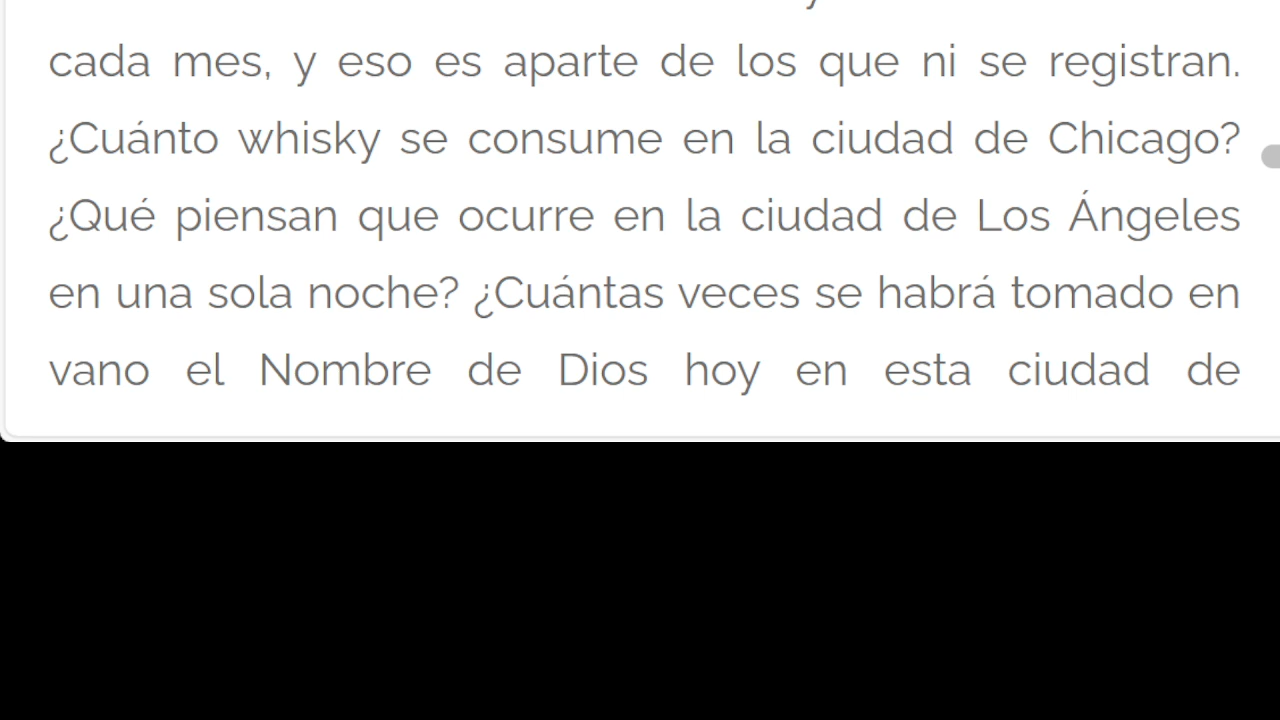 cada mes, y eso es aparte de los que ni se registran.
¿Cuánto whisky se consume en la ciudad de Chicago?
¿Qué piensan que ocurre en la ciudad de Los Ángeles
en una sola noche? ¿Cuántas veces se habrá tomado en
vano el Nombre de Dios hoy en esta ciudad de